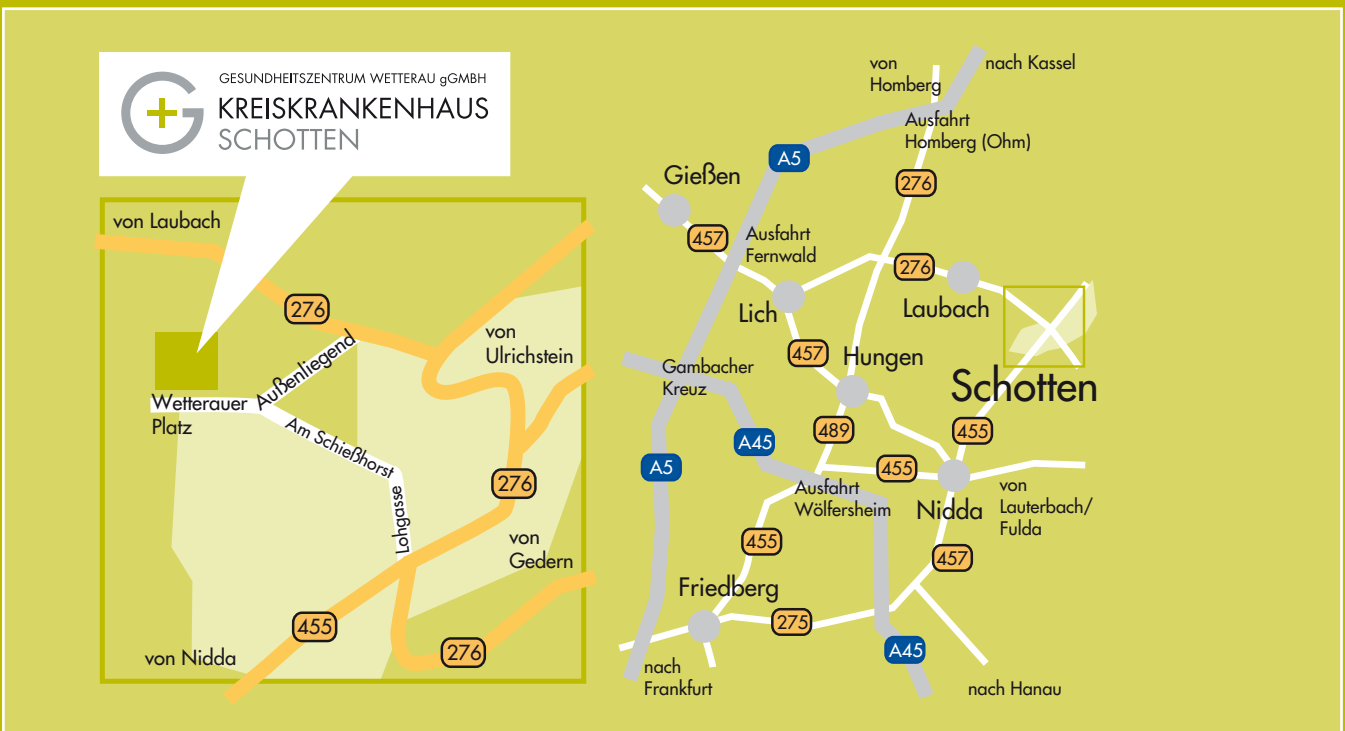 GESUNDHEITSZENTRUM WETTERAU gGMBH
KREISKRANKENHAUS
SCHOTTEN
von Laubach
276
von
Ulrichstein
Außenliegend
Wetterauer
Platz
Am Schießhorst
276
Lohgasse
von
Gedern
455
276
von Nidda
von
Homberg
nach Kassel
Ausfahrt
Homberg (Ohm)
A5
Gießen
276
457
Ausfahrt
Fernwald
276
Lich
Laubach
457
Hungen
Gambacher
Kreuz
Schotten
489
455
A45
A5
455
Ausfahrt
Wölfersheim
Nidda
von
Lauterbach/
Fulda
455
457
Friedberg
275
A45
nach
Frankfurt
nach Hanau